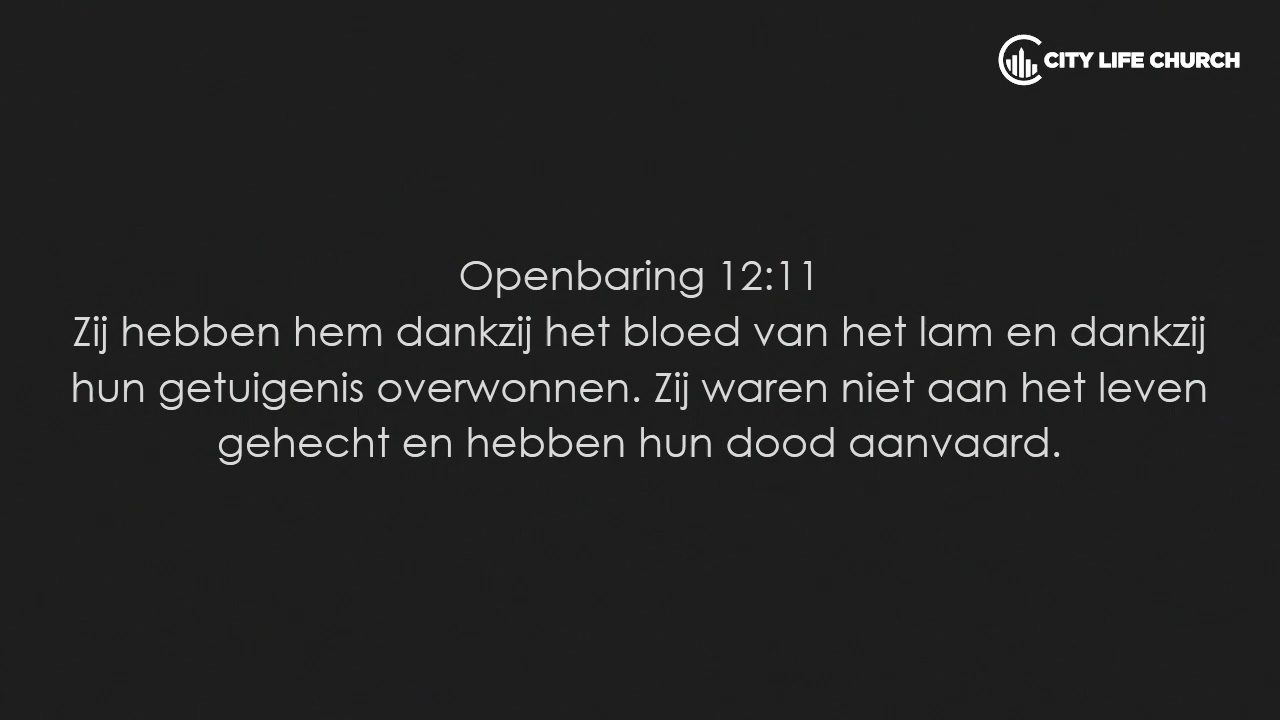 CITY LIFE CHURCH
Openbaring 12:11
Zij hebben hem dankzij het bloed van het lam en dankzij
hun getuigenis overwonnen. Zij waren niet aan het leven
gehecht en hebben hun dood aanvaard.